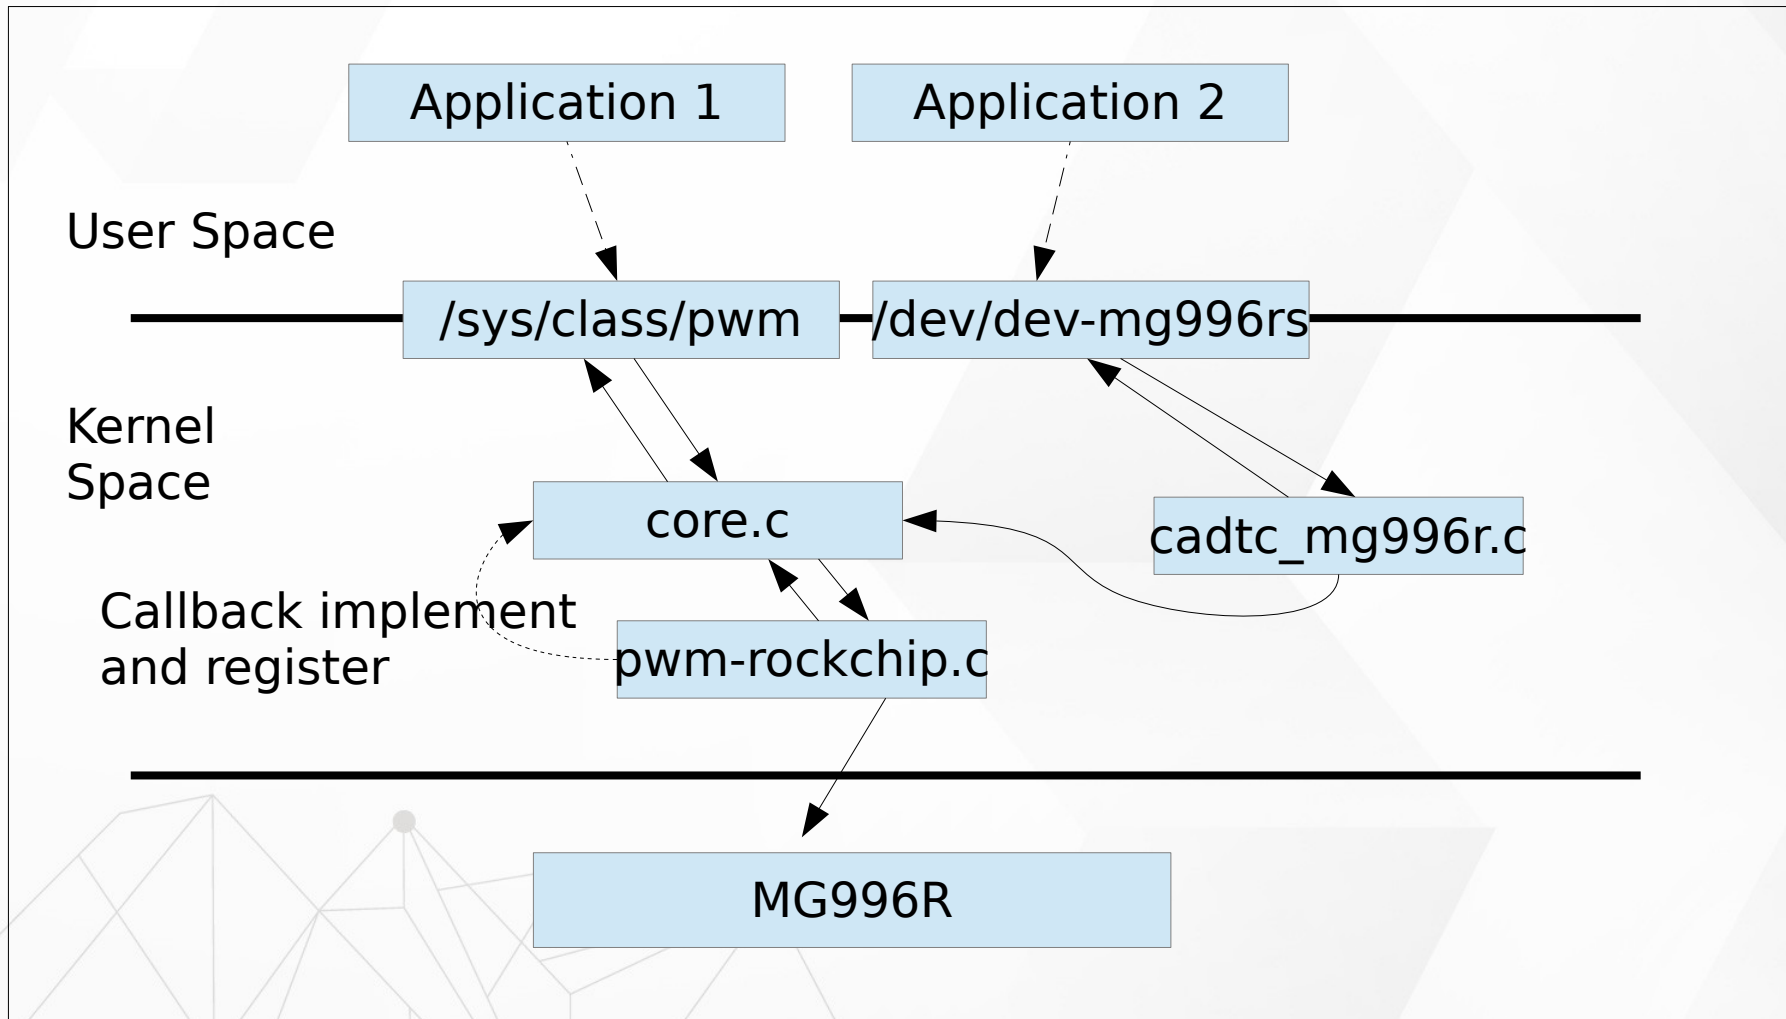 Application 1
Application 2
User Space
/sys/class/pwm
/dev/dev-mg996rs
Kernel
Space
core.c
cadtc_mg996r.c
Callback implement
and register
pwm-rockchip.c
MG996R